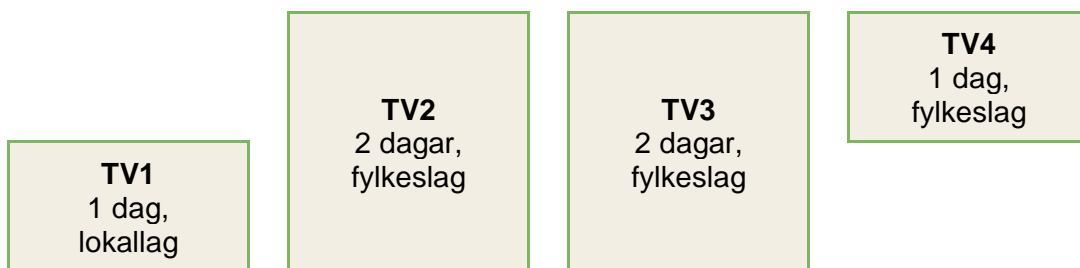 TV1
1 dag,
lokallag
TV2
2 dagar,
fylkeslag
TV3
2 dagar,
fylkeslag
TV4
1 dag,
fylkeslag